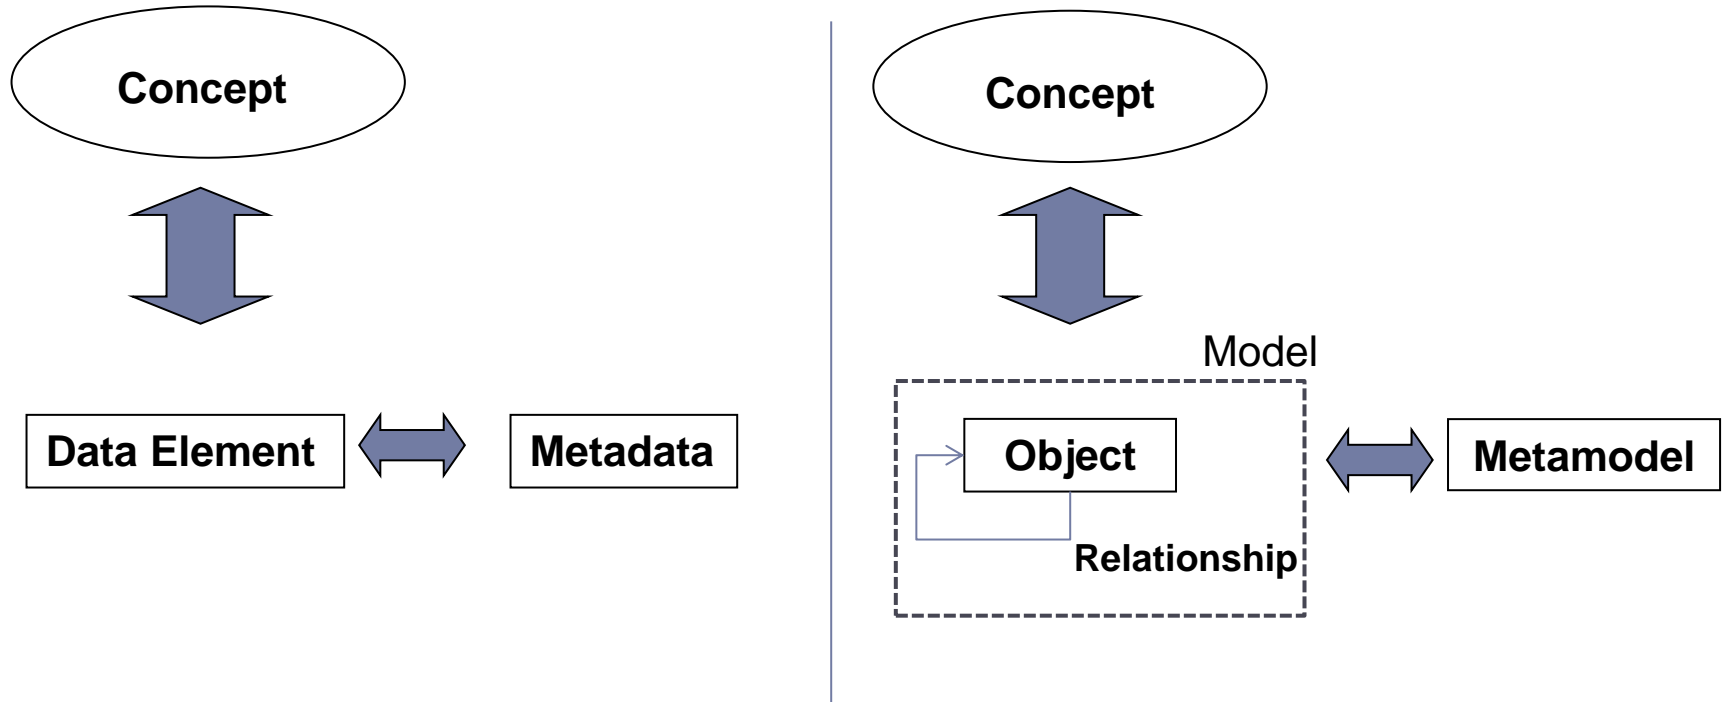 Concept
Data Element
Metadata
Concept
Model
Object
Relationship
Metamodel